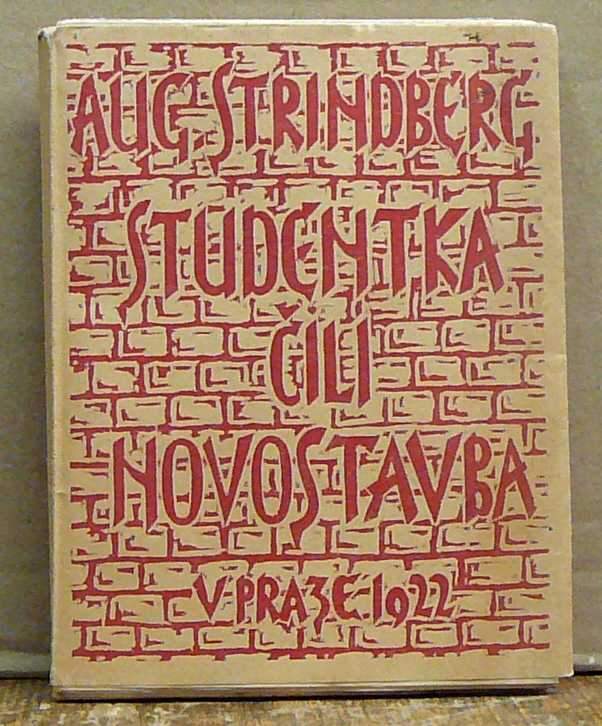 AUG STRINDBERG
STUDENTKA
ČILI
NOVOSTAVBA
V PRAZE 1922